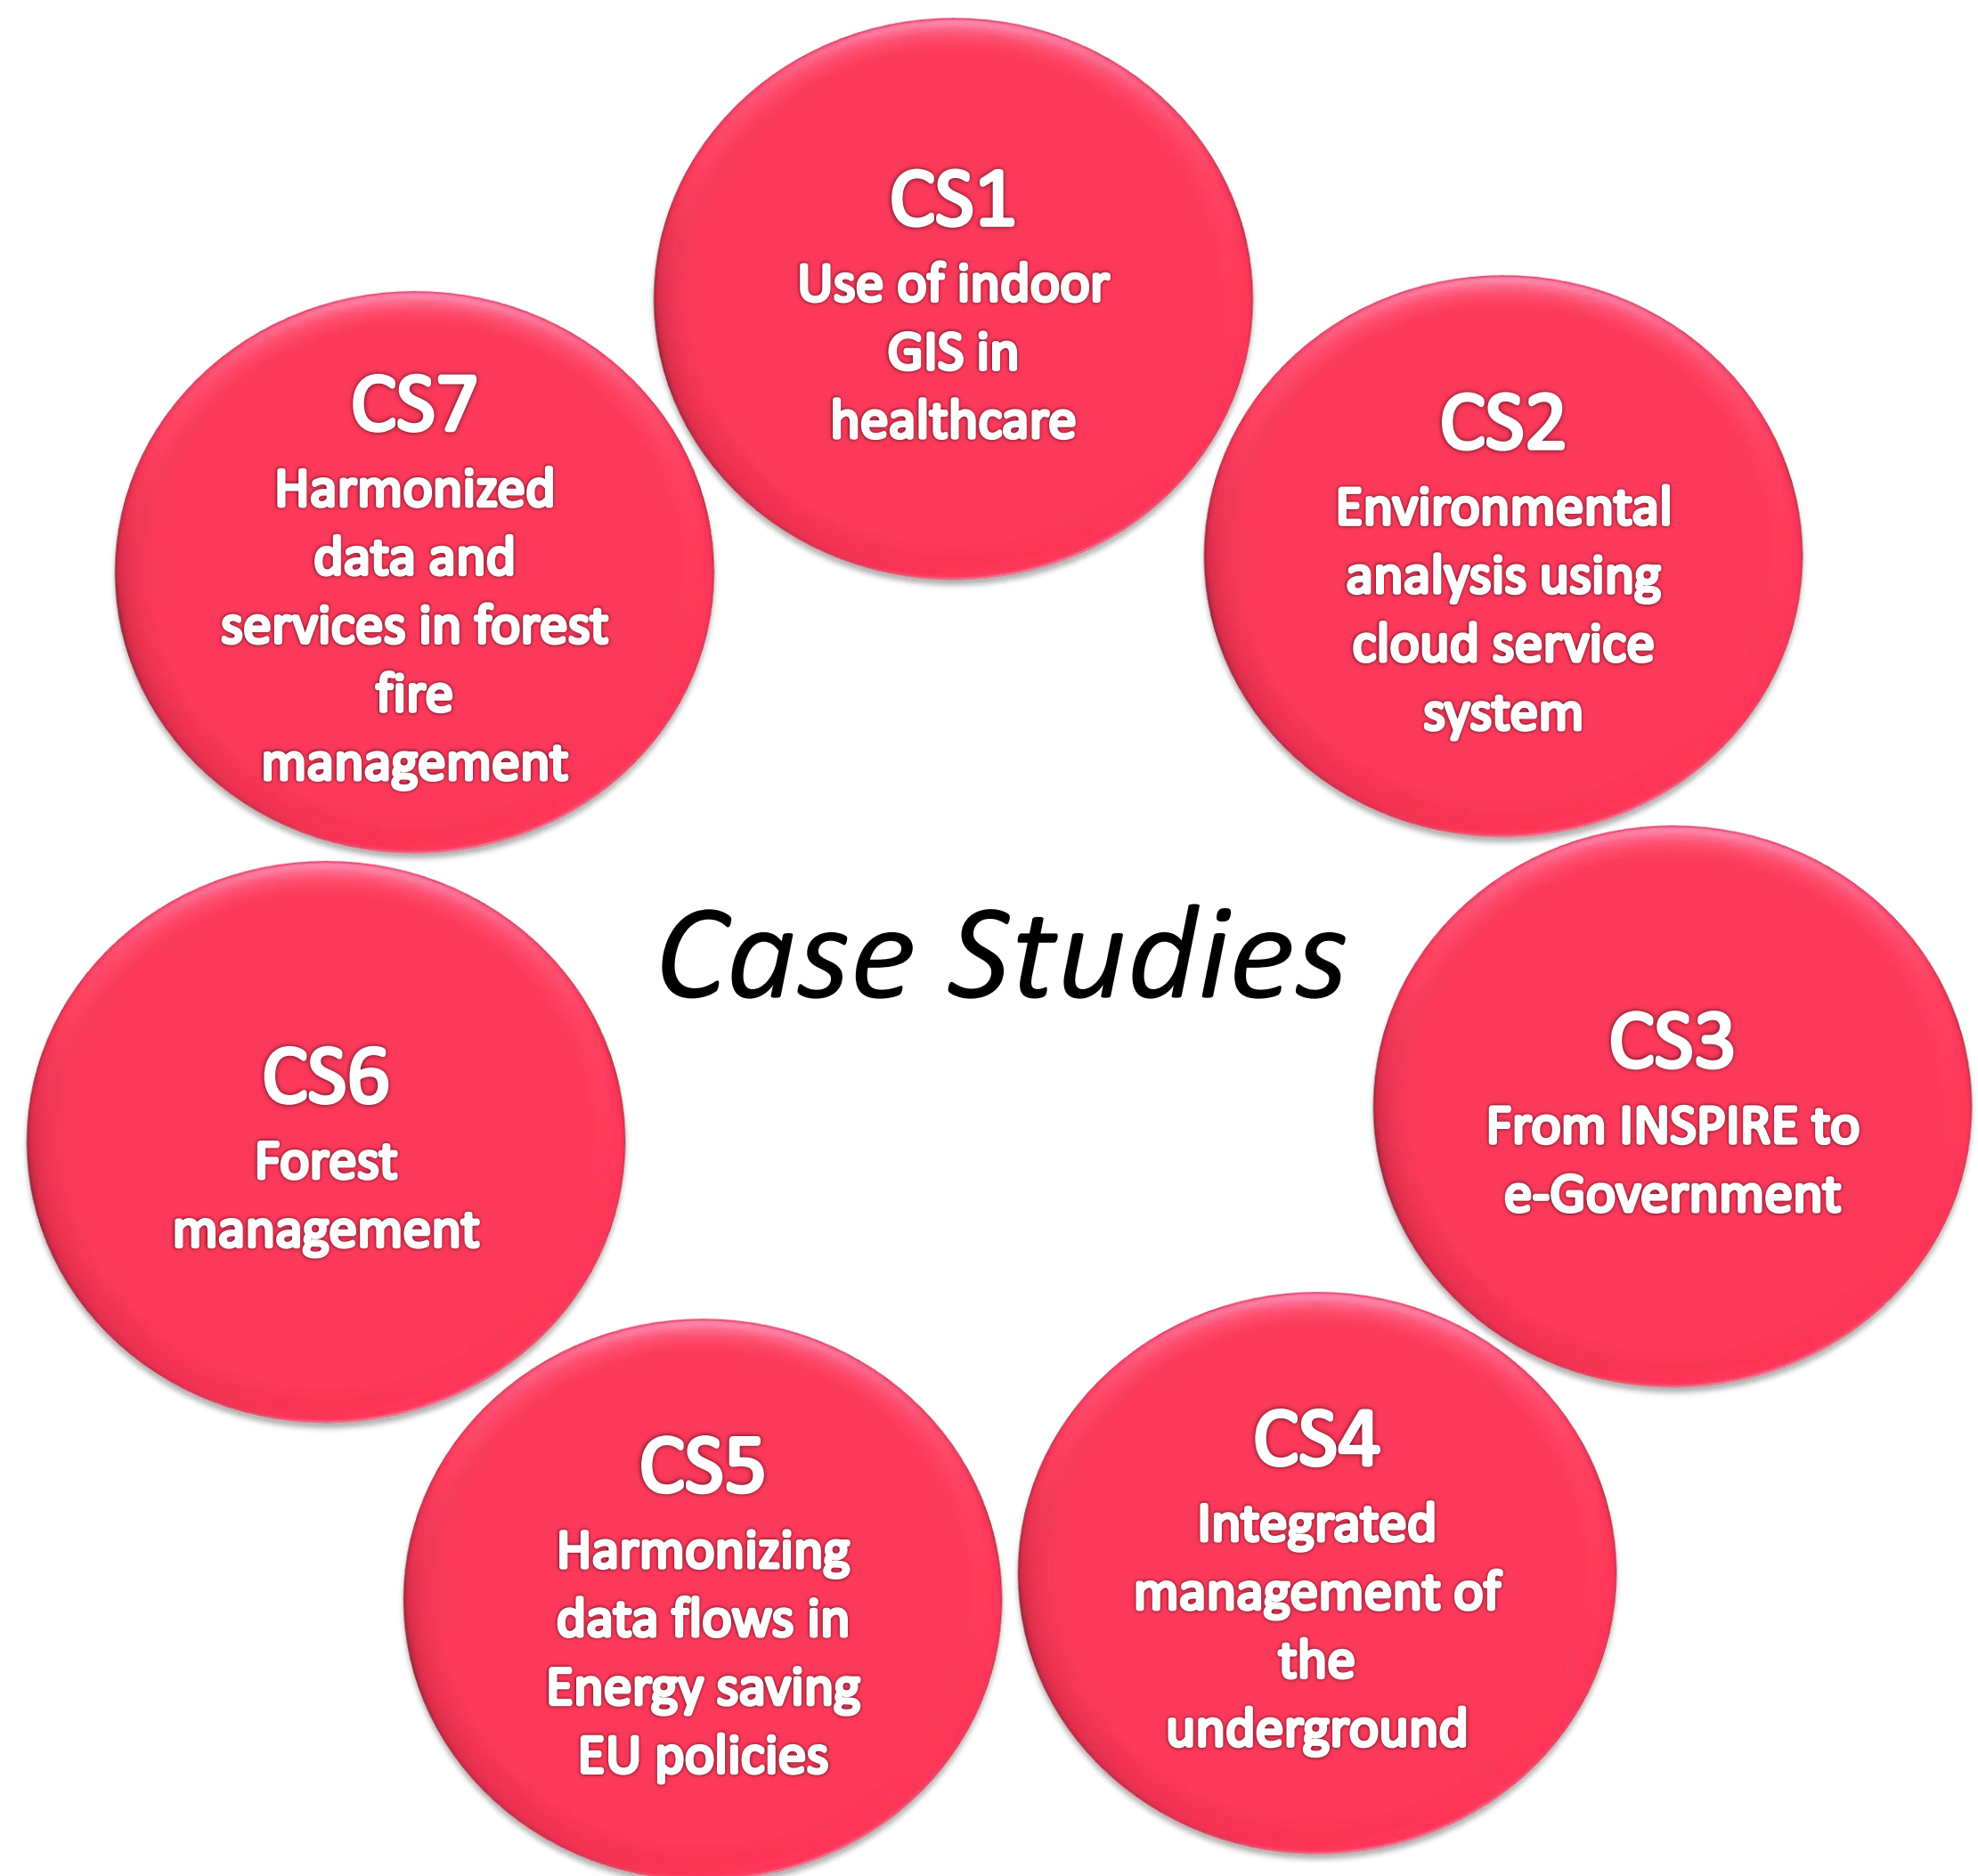 CS1
Use of indoor
GIS in
healthcare
CS2
Environmental
analysis using
cloud service
system
CS3
From INSPIRE to
e-Government
CS4
Integrated
management of
the
underground
CS5
Harmonizing
data flows in
Energy saving
EU policies
CS6
Forest
management
CS7
Harmonized
data and
services in forest
fire
management
Case Studies